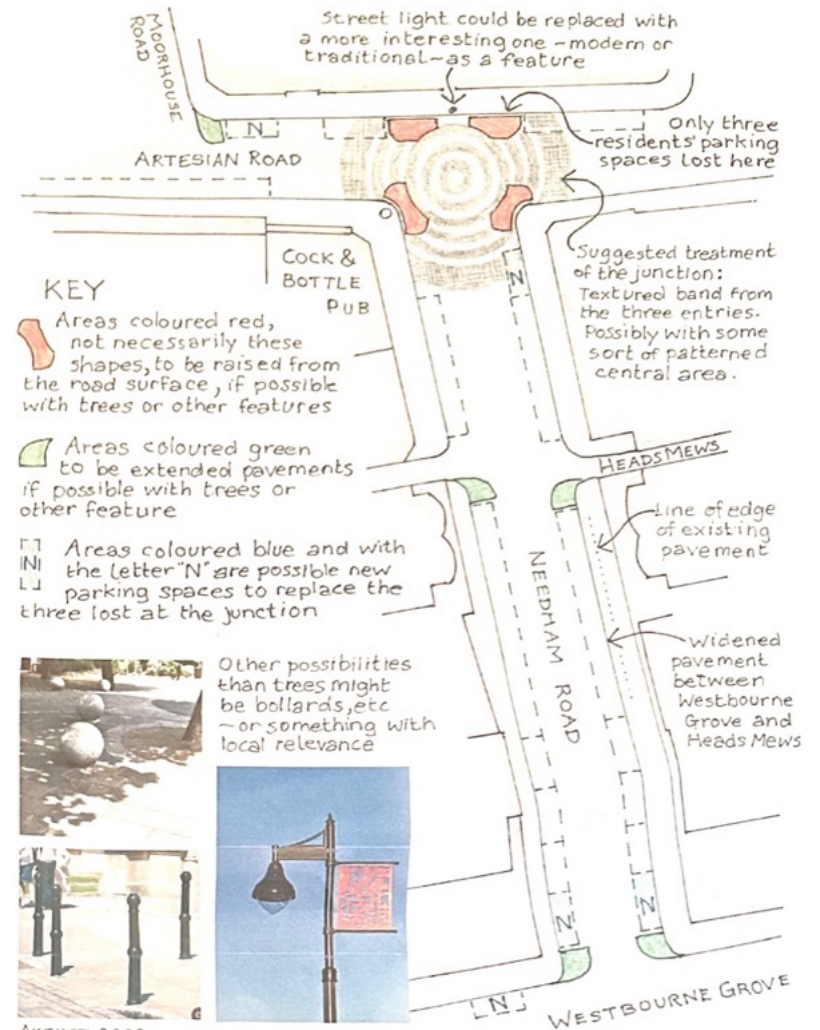 Street light could be replaced with
a more interesting one - modern or
traditional - as a feature
MOORHOUSE
ROAD
N
ARTESIAN ROAD
Only three
residents' parking
spaces lost here
COCK &
BOTTLE
PUB
N
Suggested treatment
of the junction:
Textured band from
the three entries.
Possibly with some
sort of patterned
central area.
KEY
Areas coloured red,
not necessarily these
shapes, to be raised from
the road surface, if possible
with trees or other features
Areas coloured green
to be extended pavements
if possible with trees or
other feature
N
Areas coloured blue and with
the letter "N" are possible new
parking spaces to replace the
three lost at the junction
HEADS MEWS
Line of edge
of existing
pavement
NEEDHAM ROAD
Widened
pavement
between
Westbourne
Grove and
Heads Mews
Other possibilities
than trees might
be bollards, etc
- or something with
local relevance
N
N
N
WESTBOURNE GROVE